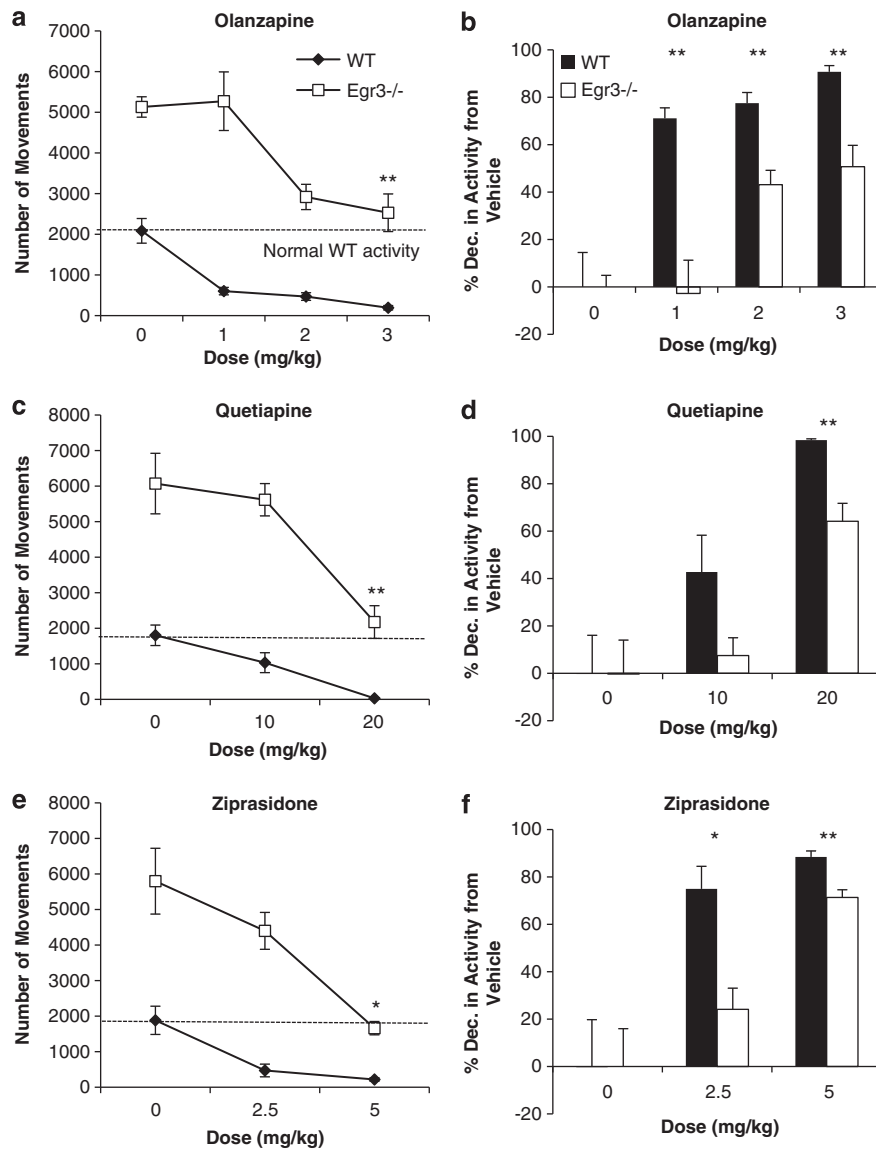 a
Olanzapine
7000
6000
5000
4000
3000
2000
1000
0
Number of Movements
WT
Egr3-/-
**
Normal WT activity
0 1 2 3
Dose (mg/kg)
b
Olanzapine
100
80
60
40
20
0
-20
% Dec. in Activity from
Vehicle
WT
Egr3-/-
** ** **
0 1 2 3
Dose (mg/kg)
c
Quetiapine
8000
7000
6000
5000
4000
3000
2000
1000
0
Number of Movements
**
0 10 20
Dose (mg/kg)
d
Quetiapine
100
80
60
40
20
0
-20
% Dec. in Activity from
Vehicle
**
0 10 20
Dose (mg/kg)
e
Ziprasidone
8000
7000
6000
5000
4000
3000
2000
1000
0
Number of Movements
*
0 2.5 5
Dose (mg/kg)
f
Ziprasidone
100
80
60
40
20
0
-20
% Dec. in Activity from
Vehicle
* **
0 2.5 5
Dose (mg/kg)